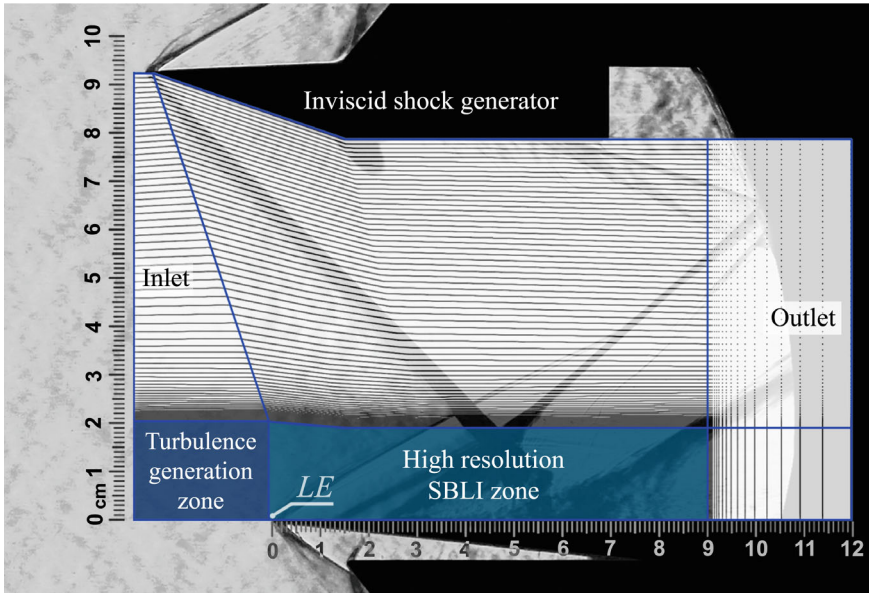 10
9
8
7
6
5
4
3
2
1
0 cm
Inviscid shock generator
Inlet
Outlet
Turbulence
generation
zone
High resolution
SBLI zone
LE
0 1 2 3 4 5 6 7 8 9 10 11 12